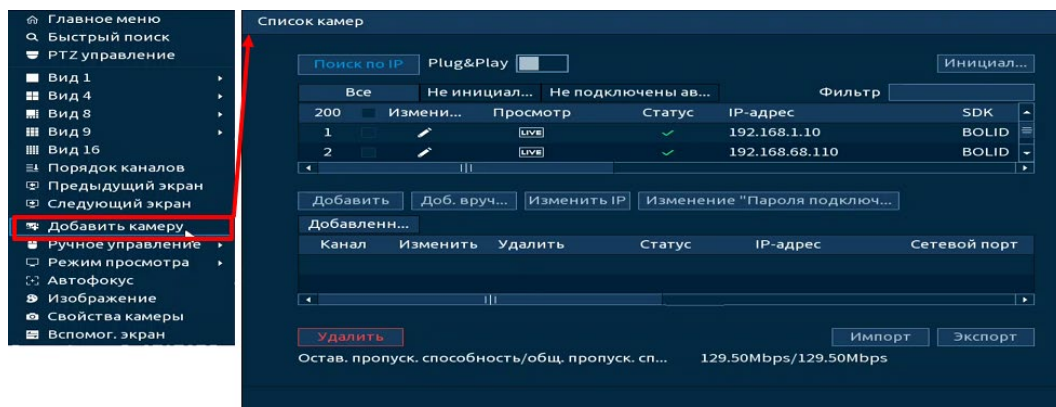 Главное меню
Быстрый поиск
PTZ управление
Вид 1
Вид 4
Вид 8
Вид 9
Вид 16
Порядок каналов
Предыдущий экран
Следующий экран
Добавить камеру
Ручное управление
Режим просмотра
Автофокус
Изображение
Свойства камеры
Вспомог. экран
Список камер
Поиск по IP Plug&Play Инициал...
Все Не инициал... Не подключены ав... Фильтр
200 Измени... Просмотр Статус IP-адрес SDK
1 LIVE 192.168.1.10 BOLID
2 LIVE 192.168.68.110 BOLID
Добавить Доб. вруч... Изменить IP Изменение "Пароля подключ...
Добавленн...
Канал Изменить Удалить Статус IP-адрес Сетевой порт
Удалить Импорт Экспорт
Остав. пропуск. способность/общ. пропуск. сп... 129.50Mbps/129.50Mbps